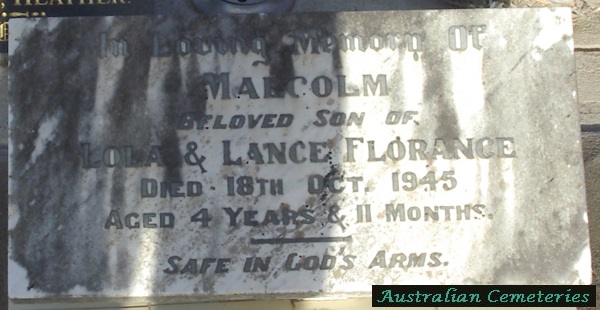 HEATHER.
In Loving Memory Of
MALCOLM
BELOVED SON OF
LOLA & LANCE FLORANCE
DIED 18TH OCT. 1945
AGED 4 YEARS & 11 MONTHS.
SAFE IN GOD'S ARMS.
Australian Cemeteries